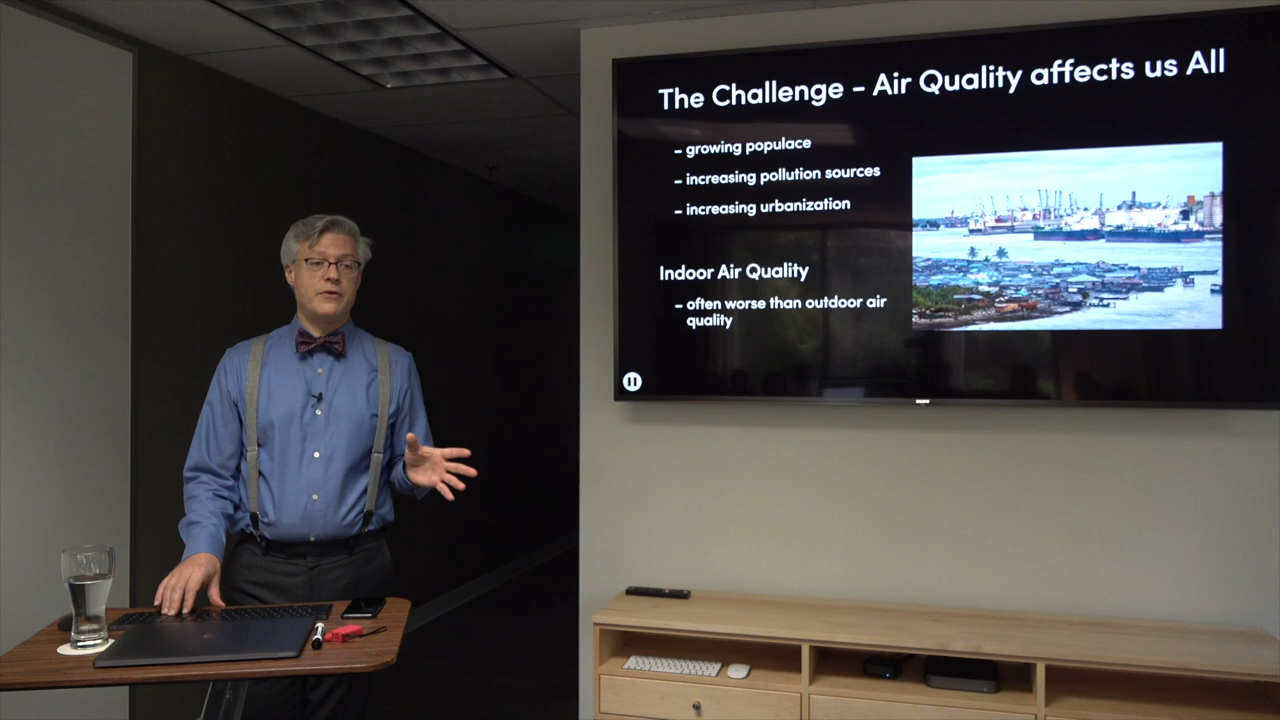 The Challenge – Air Quality affects us All
– growing populace
– increasing pollution sources
– increasing urbanization
Indoor Air Quality
– often worse than outdoor air
quality